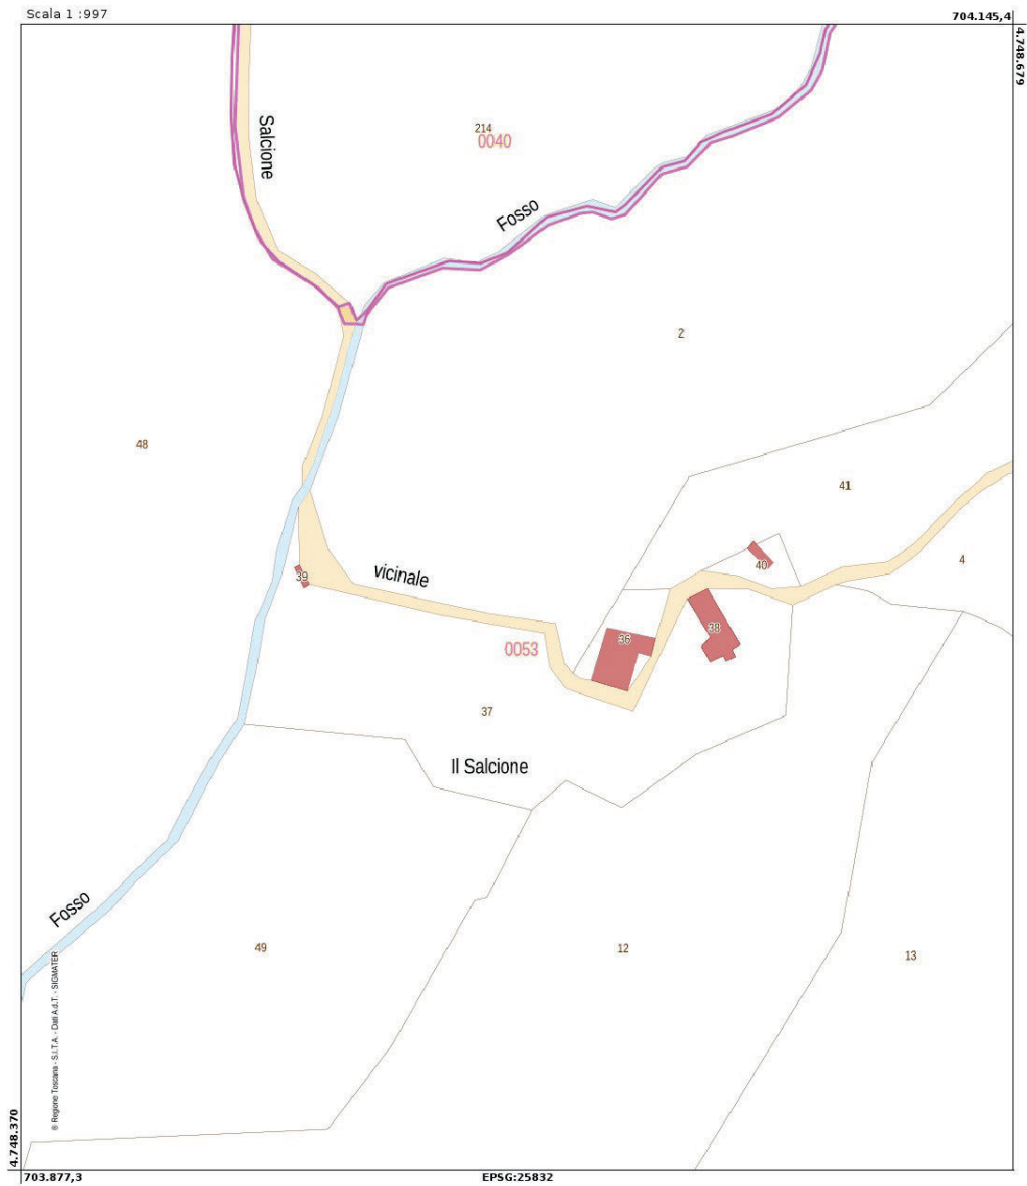 Scala 1 :997
704.145,4
4.748.679
Salcione
214
0040
Fosso
2
48
41
4
40
39
vicinale
38
36
0053
37
Il Salcione
Fosso
49
12
13
® Regione Toscana - S.I.T.A. - Dati A.d.T. - SIGMATER
4.748.370
703.877,3
EPSG:25832